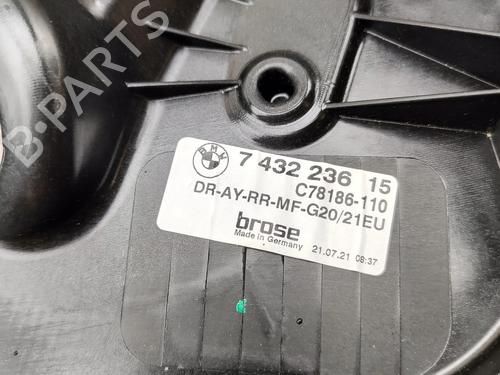 B-PARTS
BMW
7 432 236 15
C78186-110
DR-AY-RR-MF-G20/21EU
brose
Made in Germany 21.07.21 08:37